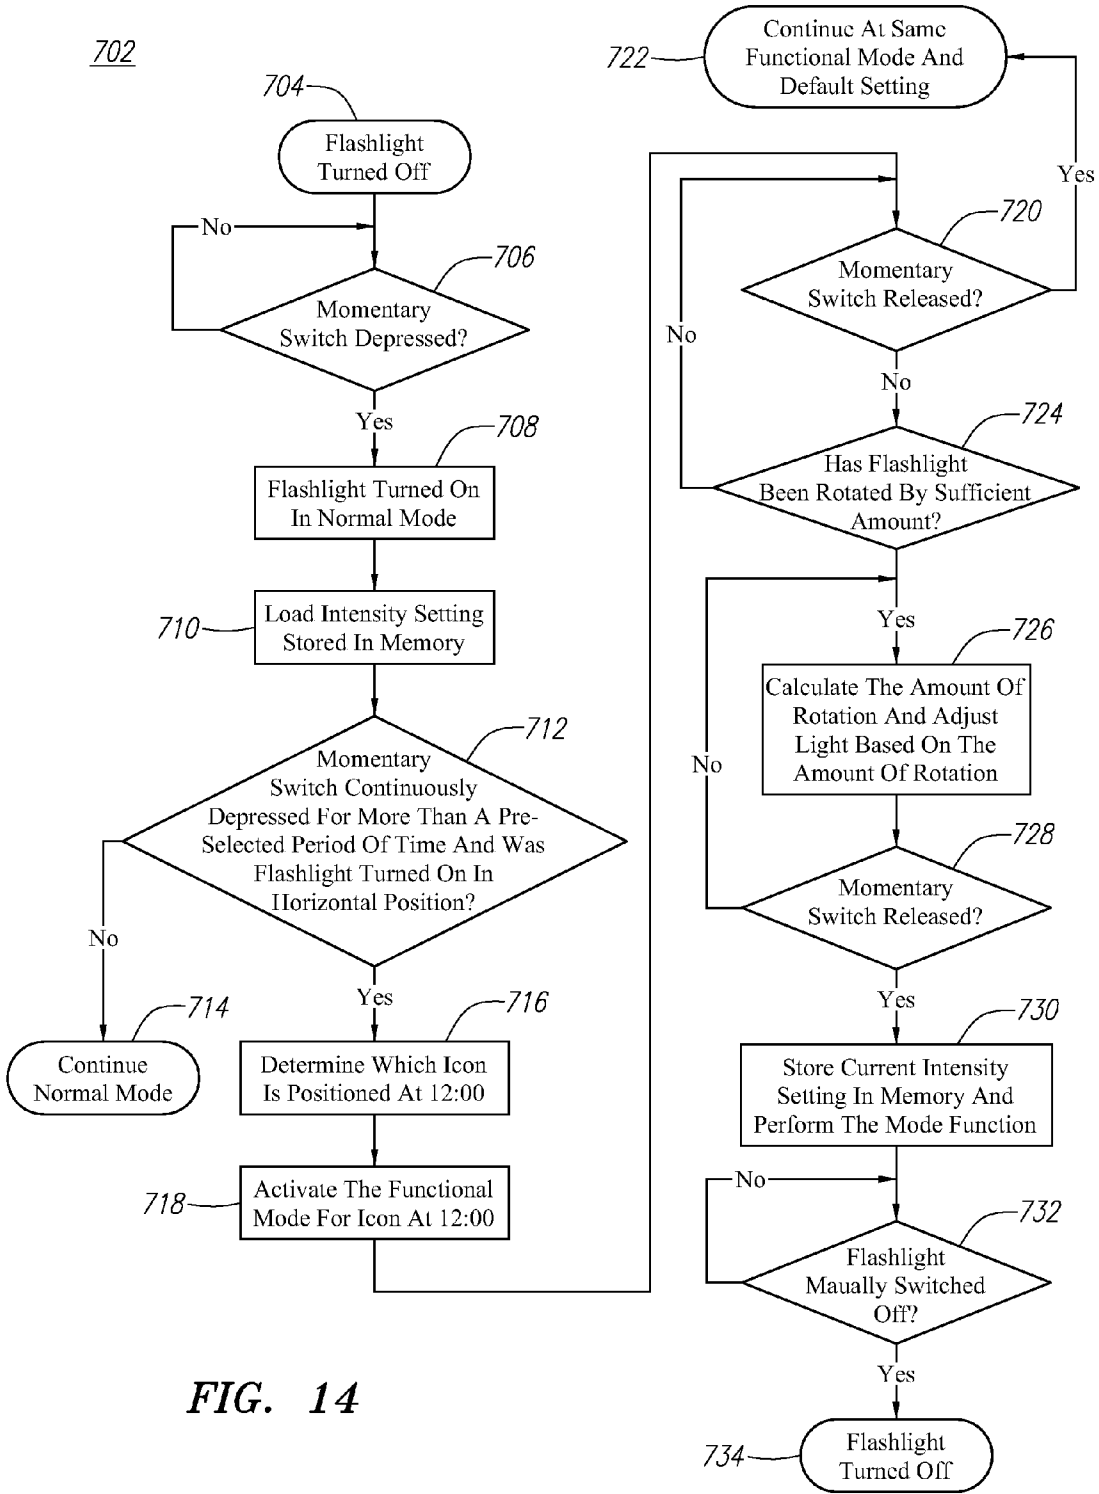 702
704
Flashlight
Turned Off
No
706
Momentary
Switch Depressed?
Yes
708
Flashlight Turned On
In Normal Mode
710
Load Intensity Setting
Stored In Memory
712
Momentary
Switch Continuously
Depressed For More Than A Pre-
Selected Period Of Time And Was
Flashlight Turned On In
Horizontal Position?
No
714
Continue
Normal Mode
Yes
716
Determine Which Icon
Is Positioned At 12:00
718
Activate The Functional
Mode For Icon At 12:00
722
Continue At Same
Functional Mode And
Default Setting
Yes
720
Momentary
Switch Released?
No
No
724
Has Flashlight
Been Rotated By Sufficient
Amount?
Yes
726
Calculate The Amount Of
Rotation And Adjust
Light Based On The
Amount Of Rotation
No
728
Momentary
Switch Released?
Yes
730
Store Current Intensity
Setting In Memory And
Perform The Mode Function
No
732
Flashlight
Maually Switched
Off?
Yes
734
Flashlight
Turned Off
FIG. 14